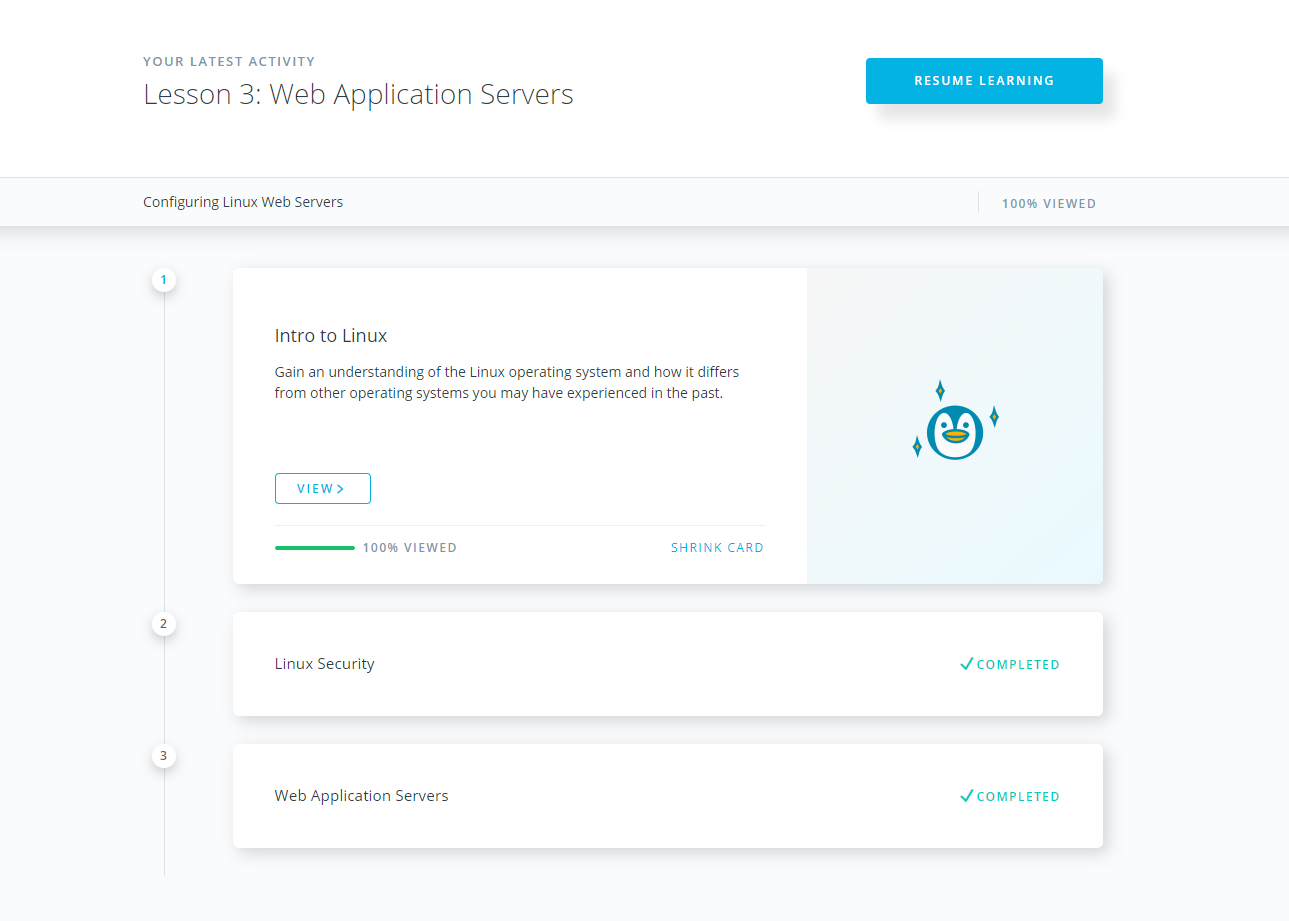 YOUR LATEST ACTIVITY
Lesson 3: Web Application Servers
RESUME LEARNING
Configuring Linux Web Servers
100% VIEWED
1
Intro to Linux
Gain an understanding of the Linux operating system and how it differs
from other operating systems you may have experienced in the past.
VIEW
100% VIEWED
SHRINK CARD
2
Linux Security
COMPLETED
3
Web Application Servers
COMPLETED